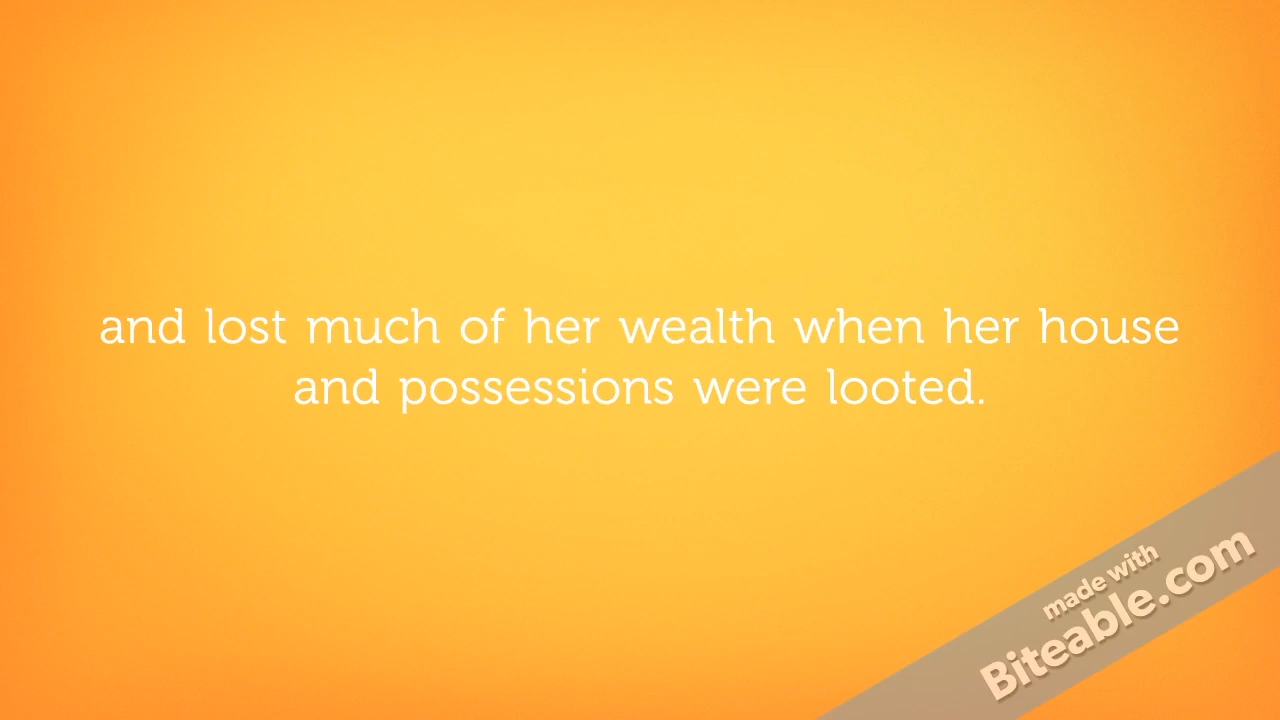 and lost much of her wealth when her house
and possessions were looted.
made with
Biteable.com